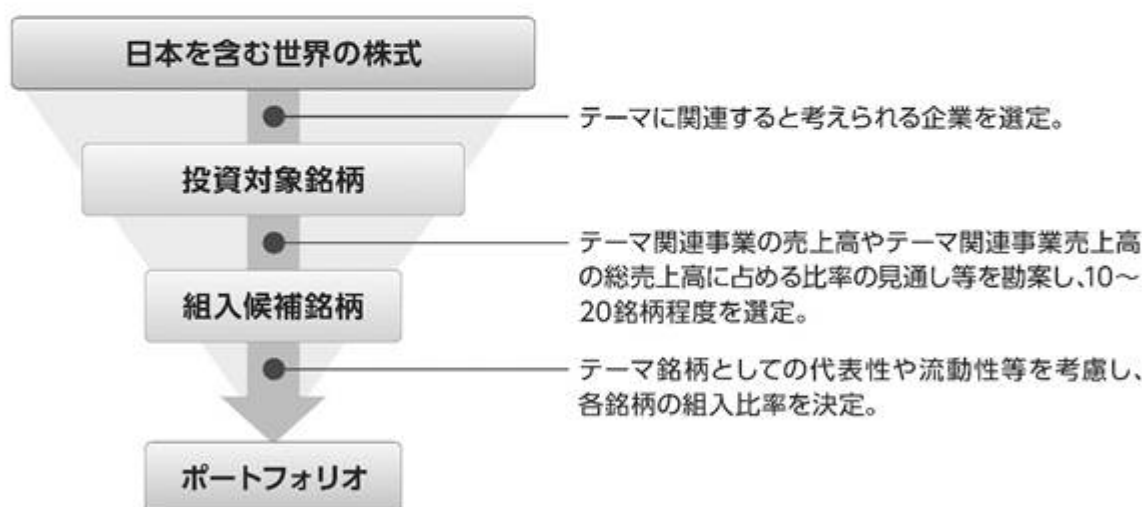 日本を含む世界の株式
テーマに関連すると考えられる企業を選定。
投資対象銘柄
テーマ関連事業の売上高やテーマ関連事業売上高
の総売上高に占める比率の見通し等を勘案し、10～
20銘柄程度を選定。
組入候補銘柄
テーマ銘柄としての代表性や流動性等を考慮し、
各銘柄の組入比率を決定。
ポートフォリオ